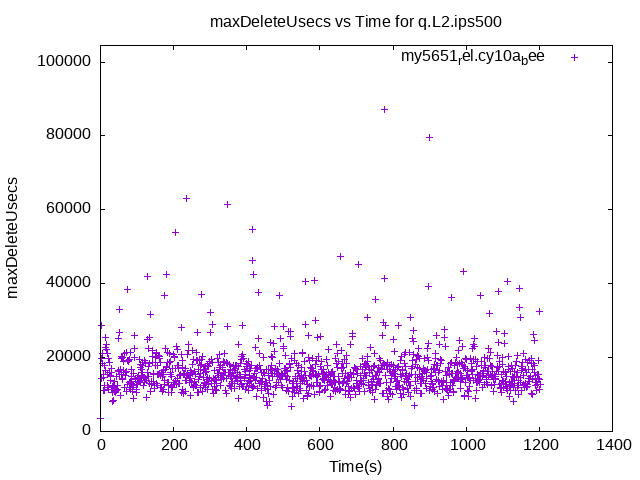 maxDeleteUsecs vs Time for q.L2.ips500
my5651rel.cy10abee
100000
80000
60000
40000
20000
0
maxDeleteUsecs
0 200 400 600 800 1000 1200 1400
Time(s)